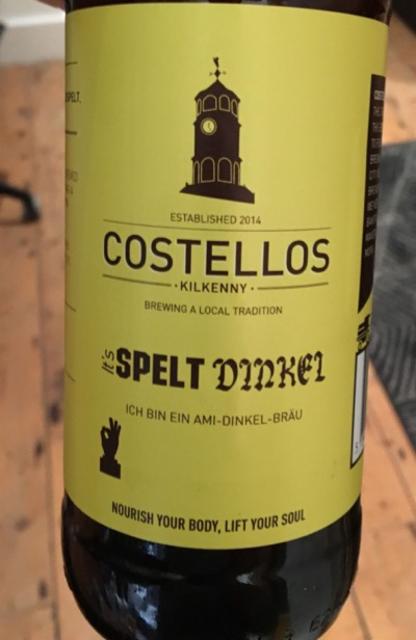 ESTABLISHED 2014
COSTELLOS
·KILKENNY·
BREWING A LOCAL TRADITION
It's SPELT DINKEL
ICH BIN EIN AMI-DINKEL-BRÄU
NOURISH YOUR BODY, LIFT YOUR SOUL